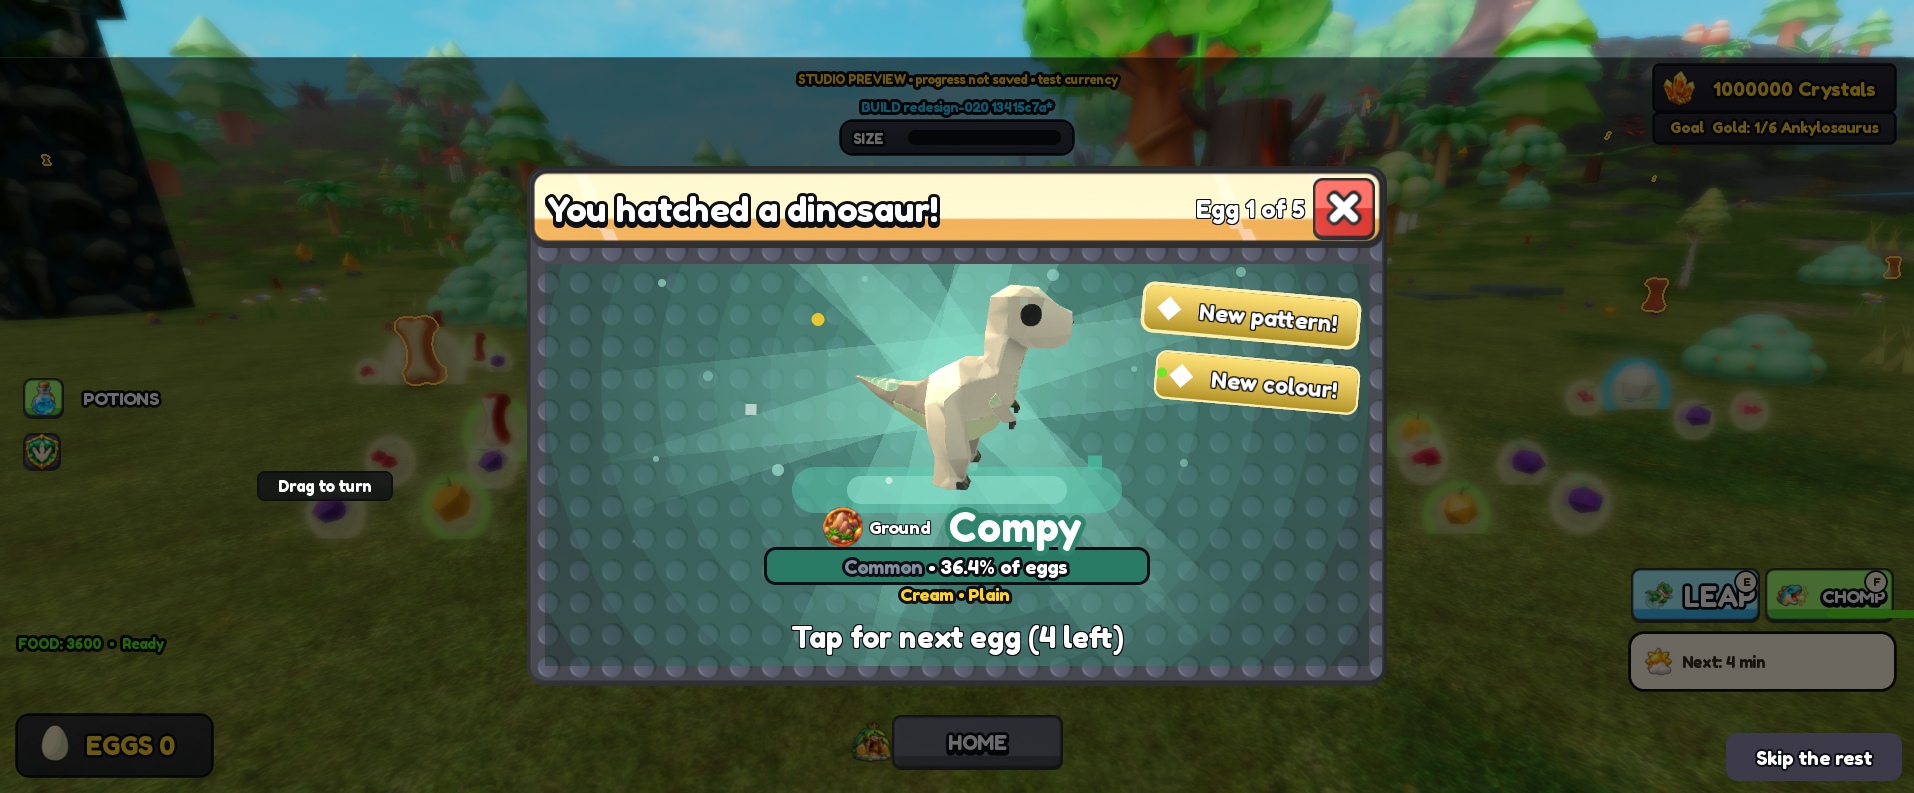 STUDIO PREVIEW • progress not saved • test currency
BUILD redesign-020 13415c7a*
SIZE
1000000 Crystals
Goal Gold: 1/6 Ankylosaurus
You hatched a dinosaur!
Egg 1 of 5
New pattern!
New colour!
POTIONS
Drag to turn
Ground
Compy
Common • 36.4% of eggs
Cream • Plain
Tap for next egg (4 left)
LEAP
E
CHOMP
F
FOOD: 3600 • Ready
Next: 4 min
EGGS 0
HOME
Skip the rest